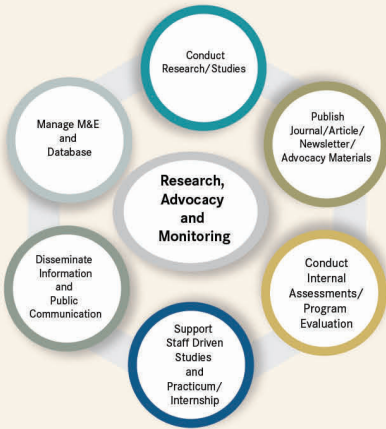 Conduct
Research/Studies
Publish
Journal/Article/
Newsletter/
Advocacy Materials
Conduct
Internal
Assessments/
Program
Evaluation
Support
Staff Driven
Studies
and
Practicum/
Internship
Disseminate
Information
and
Public
Communication
Manage M&E
and
Database
Research,
Advocacy
and
Monitoring